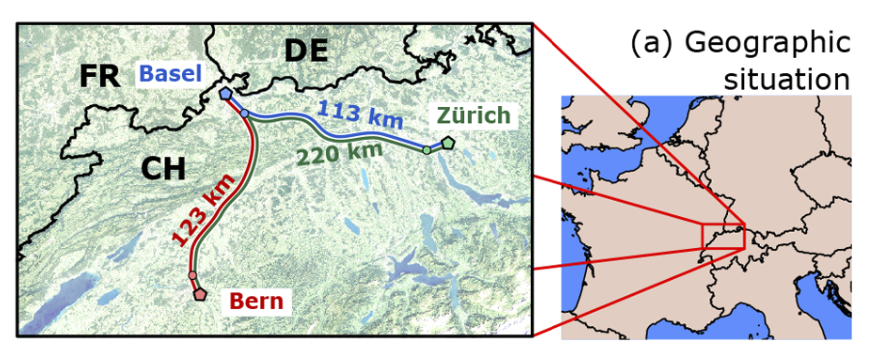 (a) Geographic
situation
DE
FR
Basel
113 km
Zürich
220 km
CH
123 km
Bern